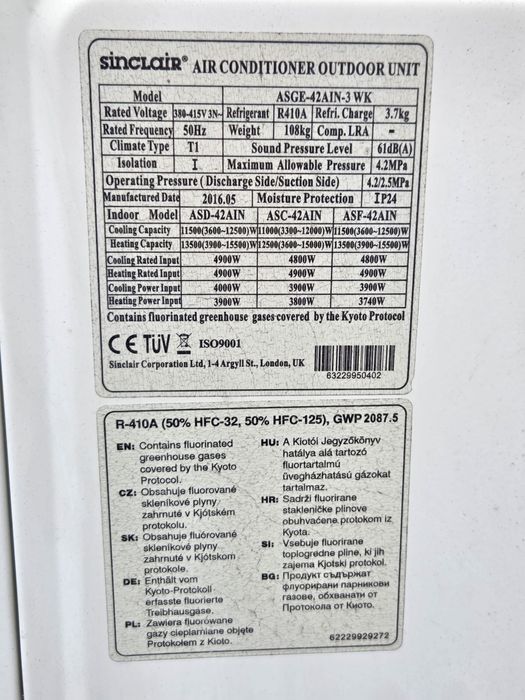 sinclair® AIR CONDITIONER OUTDOOR UNIT
Model ASGE-42AIN-3 WK
Rated Voltage 380-415V 3N~ Refrigerant R410A Refri. Charge 3.7kg
Rated Frequency 50Hz Weight 108kg Comp. LRA -
Climate Type T1 Sound Pressure Level 61dB(A)
Isolation I Maximum Allowable Pressure 4.2MPa
Operating Pressure (Discharge Side/Suction Side) 4.2/2.5MPa
Manufactured Date 2016.05 Moisture Protection IP24
Indoor Model ASD-42AIN ASC-42AIN ASF-42AIN
Cooling Capacity 11500(3600~12500)W 11000(3300~12000)W 11500(3600~12500)W
Heating Capacity 13500(3900~15500)W 12500(3600~15000)W 13500(3900~15500)W
Cooling Rated Input 4900W 4800W 4800W
Heating Rated Input 4900W 4900W 4900W
Cooling Power Input 4000W 3900W 3900W
Heating Power Input 3900W 3800W 3740W
Contains fluorinated greenhouse gases covered by the Kyoto Protocol
CE TÜV ISO9001
Sinclair Corporation Ltd, 1-4 Argyll St., London, UK
63229950402
R-410A (50% HFC-32, 50% HFC-125), GWP 2087.5
EN: Contains fluorinated
greenhouse gases
covered by the Kyoto
Protocol.
CZ: Obsahuje fluorované
skleníkové plyny
zahrnuté v Kjótském
protokolu.
SK: Obsahuje fluórované
skleníkové plyny
zahrnuté v Kjótskom
protokole.
DE: Enthält vom
Kyoto-Protokoll
erfasste fluorierte
Treibhausgase.
PL: Zawiera fluorowane
gazy cieplarniane objęte
Protokołem z Kioto.
HU: A Kiotói Jegyzőkönyv
hatálya alá tartozó
fluortartalmú
üvegházhatású gázokat
tartalmaz.
HR: Sadrži fluorirane
stakleničke plinove
obuhvaćene protokom iz
Kyota.
SI: Vsebuje fluorirane
toplogredne pline, ki jih
zajema Kjotski protokol.
BG: Продукт съдържат
флуорирани парникови
газове, обхванати от
Протокола от Киото.
62229929272